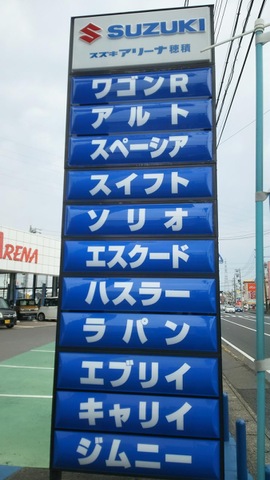 SUZUKI
スズキアリーナ穂積
ワゴンR
アルト
スペーシア
スイフト
ソリオ
エスクード
ハスラー
ラパン
エブリイ
キャリイ
ジムニー
ARENA